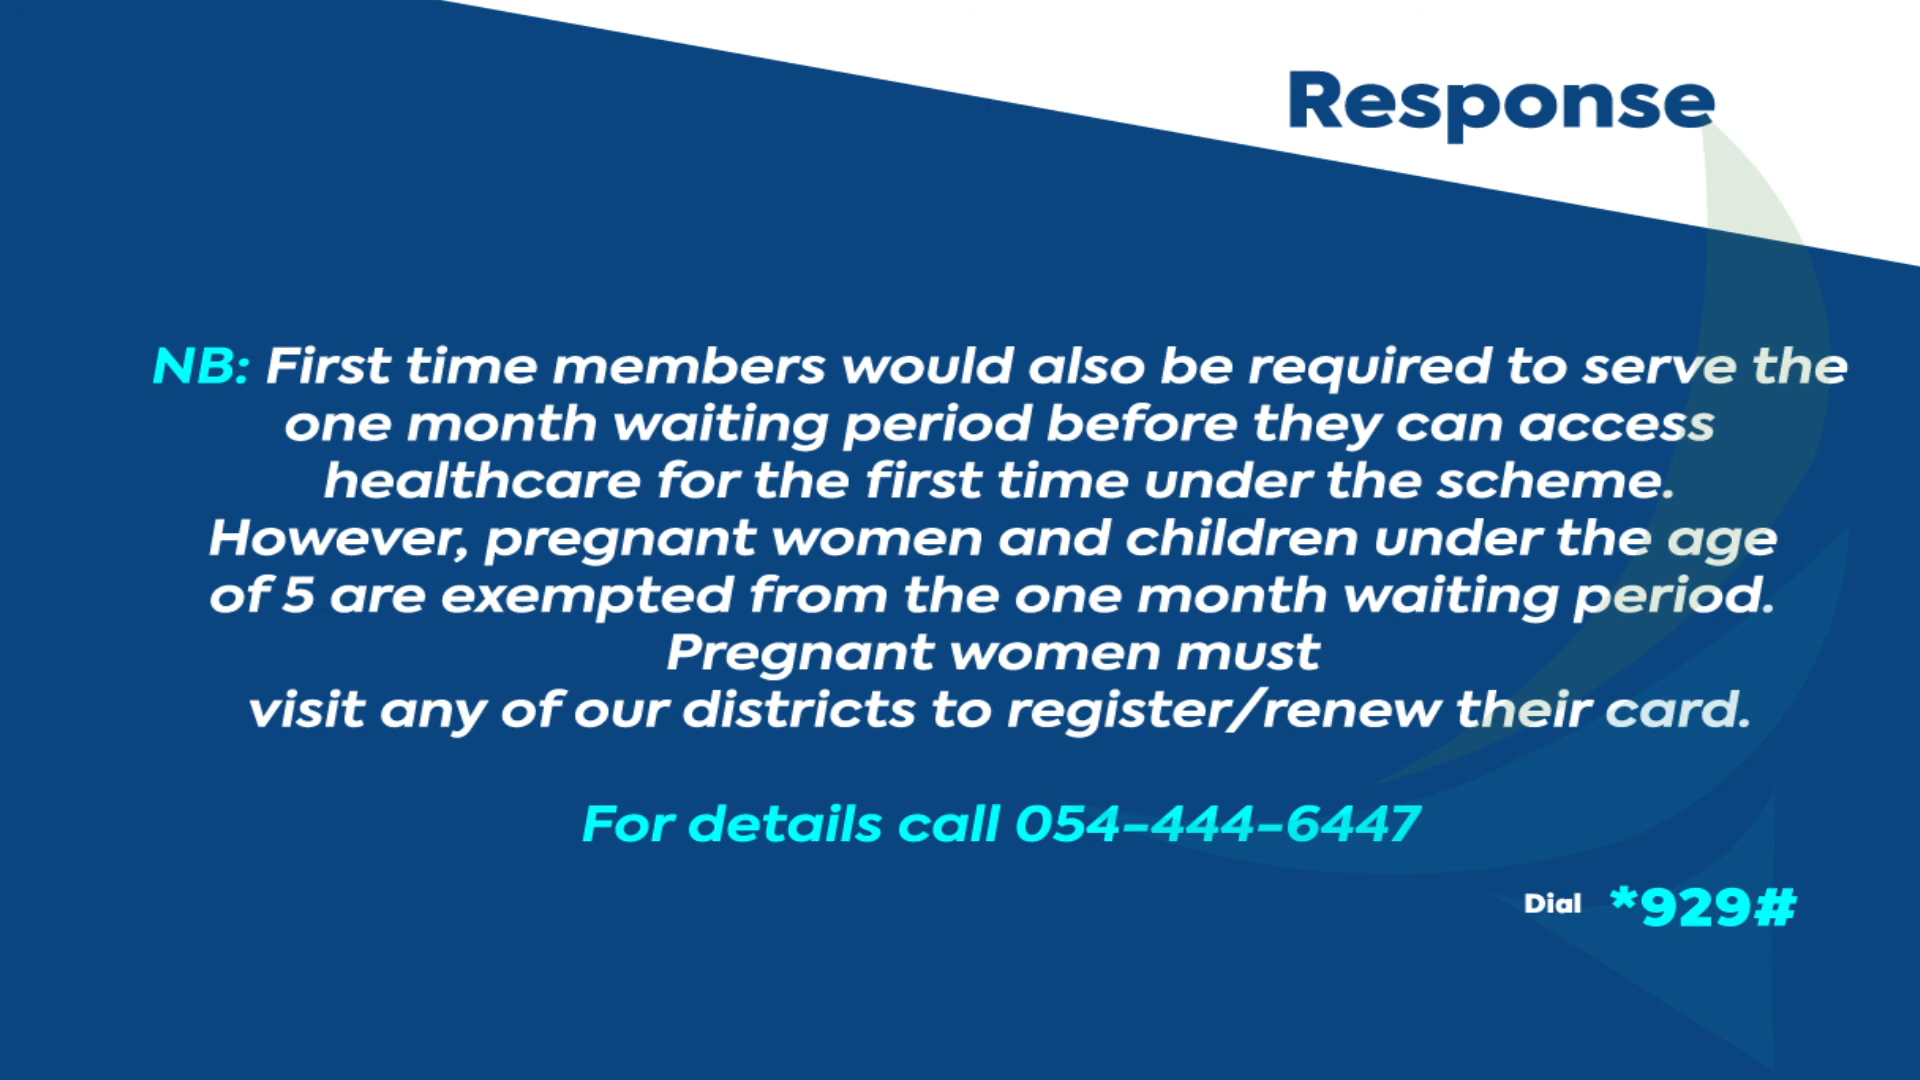 Response
NB: First time members would also be required to serve the
one month waiting period before they can access
healthcare for the first time under the scheme.
However, pregnant women and children under the age
of 5 are exempted from the one month waiting period.
Pregnant women must
visit any of our districts to register/renew their card.
For details call 054-444-6447
Dial *929#